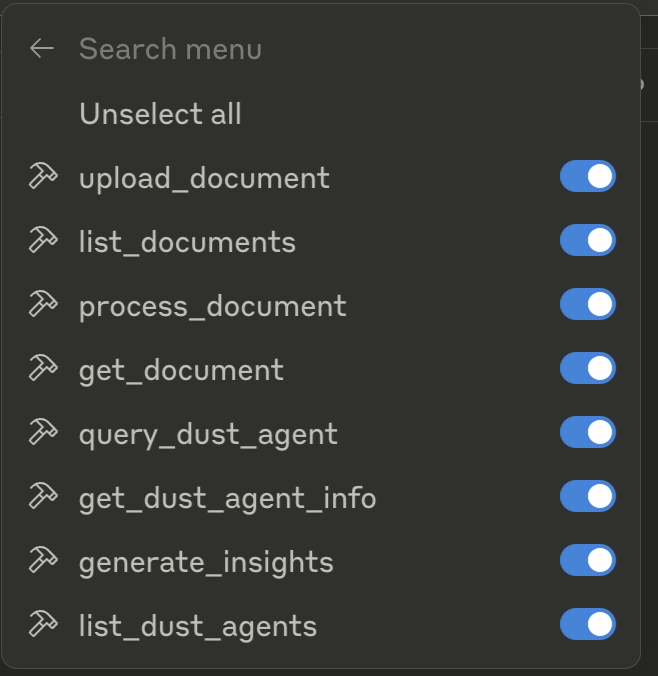 Search menu
Unselect all
upload_document
list_documents
process_document
get_document
query_dust_agent
get_dust_agent_info
generate_insights
list_dust_agents